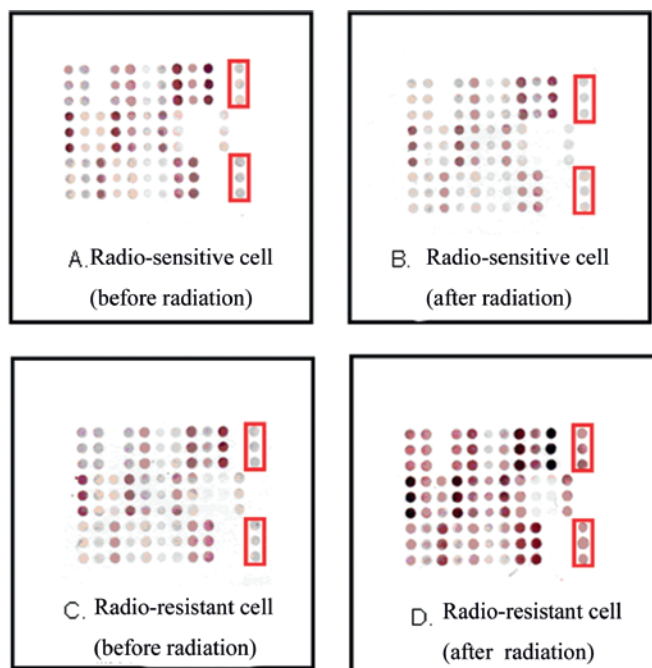 A. Radio-sensitive cell
(before radiation)
B. Radio-sensitive cell
(after radiation)
C. Radio-resistant cell
(before radiation)
D. Radio-resistant cell
(after radiation)